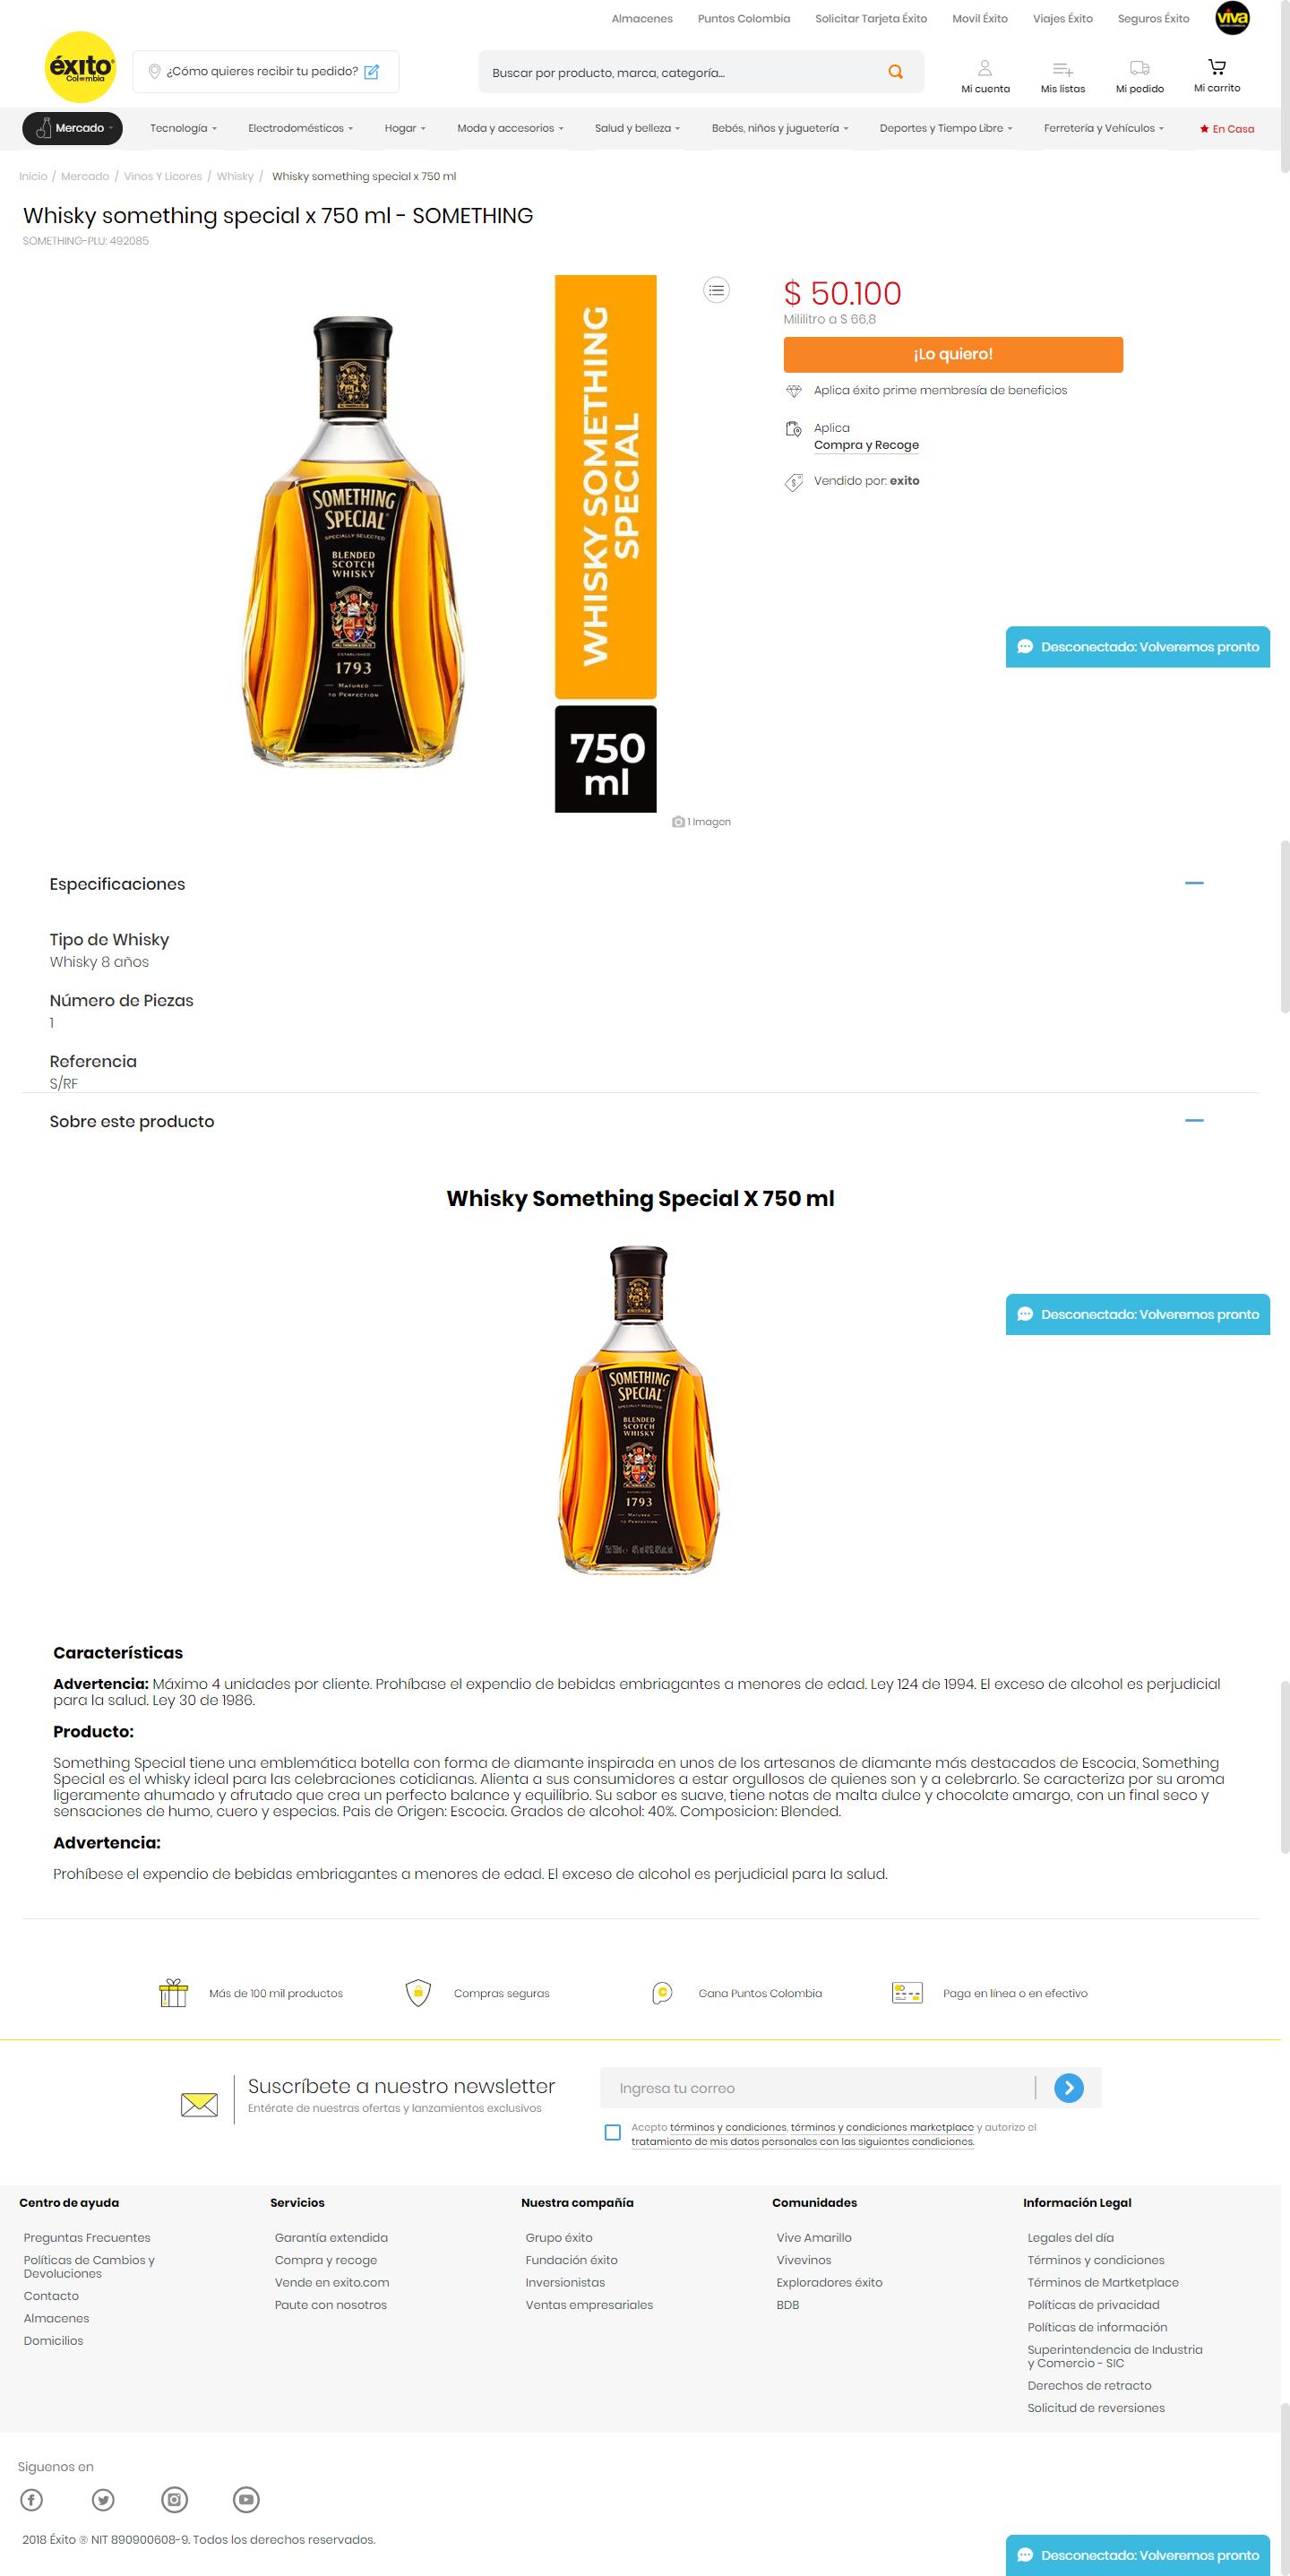 Almacenes Puntos Colombia Solicitar Tarjeta Éxito Movil Éxito Viajes Éxito Seguros Éxito viva
éxito
Colombia
¿Cómo quieres recibir tu pedido?
Buscar por producto, marca, categoría...
Mi cuenta Mis listas Mi pedido Mi carrito
Mercado Tecnología Electrodomésticos Hogar Moda y accesorios Salud y belleza Bebés, niños y juguetería Deportes y Tiempo Libre Ferretería y Vehículos En Casa
Inicio / Mercado / Vinos Y Licores / Whisky / Whisky something special x 750 ml
Whisky something special x 750 ml - SOMETHING
SOMETHING-PLU: 492085
SOMETHING
SPECIAL
SPECIALLY SELECTED
BLENDED
SCOTCH
WHISKY
ESTABLISHED
1793
MATURED
TO PERFECTION
WHISKY SOMETHING
SPECIAL
750
ml
1 Imagen
$ 50.100
Mililitro a $ 66,8
¡Lo quiero!
Aplica éxito prime membresía de beneficios
Aplica
Compra y Recoge
Vendido por: exito
Desconectado: Volveremos pronto
Especificaciones
Tipo de Whisky
Whisky 8 años
Número de Piezas
1
Referencia
S/RF
Sobre este producto
Whisky Something Special X 750 ml
Desconectado: Volveremos pronto
SOMETHING
SPECIAL
SPECIALLY SELECTED
BLENDED
SCOTCH
WHISKY
1793
MATURED
TO PERFECTION
Características
Advertencia: Máximo 4 unidades por cliente. Prohíbase el expendio de bebidas embriagantes a menores de edad. Ley 124 de 1994. El exceso de alcohol es perjudicial
para la salud. Ley 30 de 1986.
Producto:
Something Special tiene una emblemática botella con forma de diamante inspirada en unos de los artesanos de diamante más destacados de Escocia, Something
Special es el whisky ideal para las celebraciones cotidianas. Alienta a sus consumidores a estar orgullosos de quienes son y a celebrarlo. Se caracteriza por su aroma
ligeramente ahumado y afrutado que crea un perfecto balance y equilibrio. Su sabor es suave, tiene notas de malta dulce y chocolate amargo, con un final seco y
sensaciones de humo, cuero y especias. Pais de Origen: Escocia. Grados de alcohol: 40%. Composicion: Blended.
Advertencia:
Prohíbese el expendio de bebidas embriagantes a menores de edad. El exceso de alcohol es perjudicial para la salud.
Más de 100 mil productos Compras seguras Gana Puntos Colombia Paga en línea o en efectivo
Suscríbete a nuestro newsletter
Entérate de nuestras ofertas y lanzamientos exclusivos
Ingresa tu correo
Acepto términos y condiciones, términos y condiciones marketplace y autorizo el
tratamiento de mis datos personales con las siguientes condiciones.
Centro de ayuda
Preguntas Frecuentes
Políticas de Cambios y
Devoluciones
Contacto
Almacenes
Domicilios
Servicios
Garantía extendida
Compra y recoge
Vende en exito.com
Paute con nosotros
Nuestra compañía
Grupo éxito
Fundación éxito
Inversionistas
Ventas empresariales
Comunidades
Vive Amarillo
Vivevinos
Exploradores éxito
BDB
Información Legal
Legales del día
Términos y condiciones
Términos de Martketplace
Políticas de privacidad
Políticas de información
Superintendencia de Industria
y Comercio - SIC
Derechos de retracto
Solicitud de reversiones
Siguenos en
2018 Éxito ® NIT 890900608-9. Todos los derechos reservados.
Desconectado: Volveremos pronto